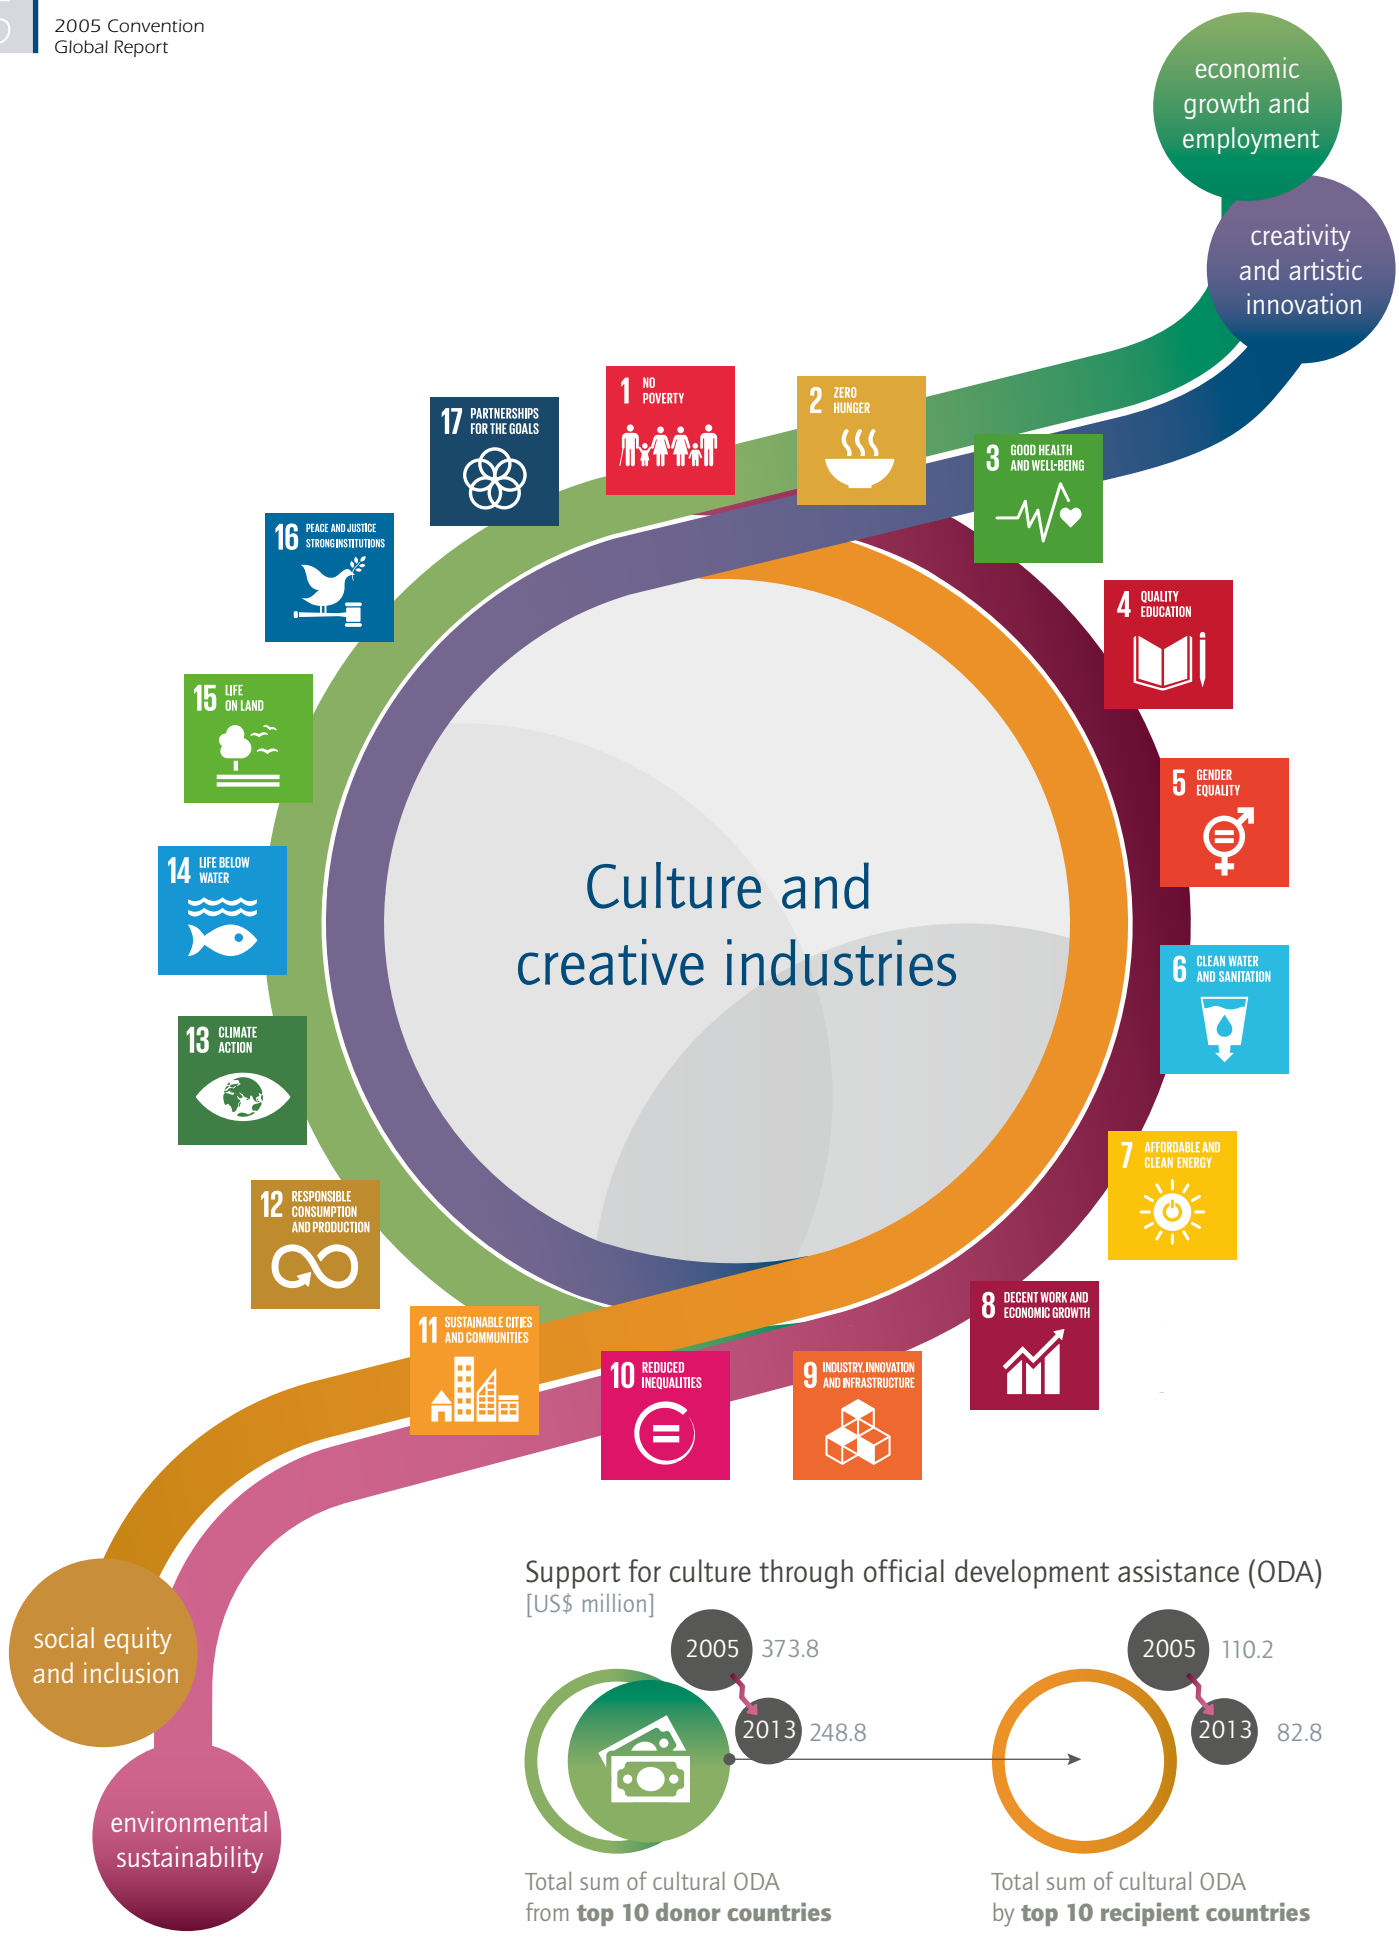 2005 Convention
Global Report
economic
growth and
employment
creativity
and artistic
innovation
1 NO
POVERTY
2 ZERO
HUNGER
3 GOOD HEALTH
AND WELL-BEING
4 QUALITY
EDUCATION
5 GENDER
EQUALITY
6 CLEAN WATER
AND SANITATION
7 AFFORDABLE AND
CLEAN ENERGY
8 DECENT WORK AND
ECONOMIC GROWTH
9 INDUSTRY, INNOVATION
AND INFRASTRUCTURE
10 REDUCED
INEQUALITIES
11 SUSTAINABLE CITIES
AND COMMUNITIES
12 RESPONSIBLE
CONSUMPTION
AND PRODUCTION
13 CLIMATE
ACTION
14 LIFE BELOW
WATER
15 LIFE
ON LAND
16 PEACE AND JUSTICE
STRONG INSTITUTIONS
17 PARTNERSHIPS
FOR THE GOALS
Culture and
creative industries
social equity
and inclusion
environmental
sustainability
Support for culture through official development assistance (ODA)
[US$ million]
2005 373.8
2013 248.8
Total sum of cultural ODA
from top 10 donor countries
2005 110.2
2013 82.8
Total sum of cultural ODA
by top 10 recipient countries